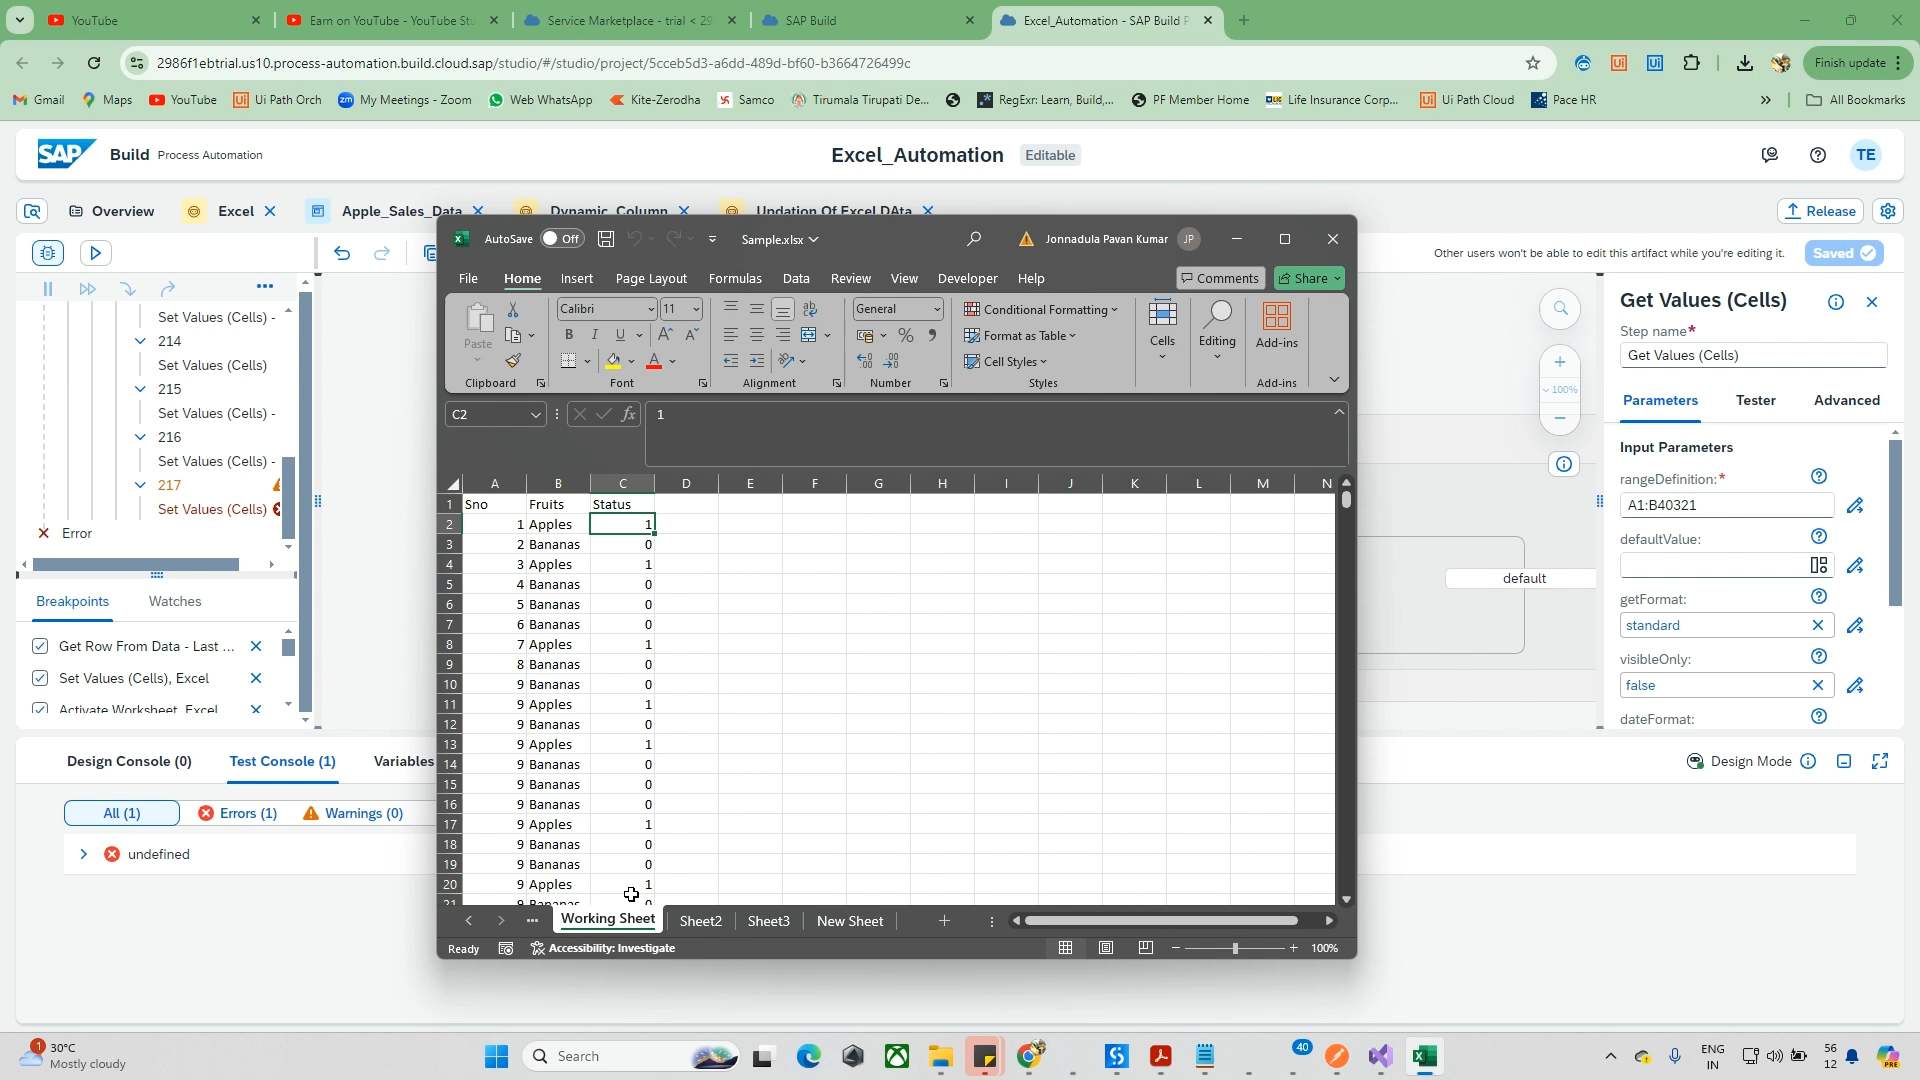 YouTube
Earn on YouTube - YouTube Stu
Service Marketplace - trial < 29
SAP Build
Excel_Automation - SAP Build P
2986f1ebtrial.us10.process-automation.build.cloud.sap/studio/#/studio/project/5cceb5d3-a6dd-489d-bf60-b3664726499c
Finish update
Gmail
Maps
YouTube
Ui Path Orch
My Meetings - Zoom
Web WhatsApp
Kite-Zerodha
Samco
Tirumala Tirupati De...
RegExr: Learn, Build,...
PF Member Home
Life Insurance Corp...
Ui Path Cloud
Pace HR
All Bookmarks
SAP
Build Process Automation
Excel_Automation
Editable
TE
Overview
Excel
Apple_Sales_Data
Dynamic_Column
Updation Of Excel DAta
Release
Other users won't be able to edit this artifact while you're editing it.
Saved
Set Values (Cells) -
214
Set Values (Cells)
215
Set Values (Cells) -
216
Set Values (Cells) -
217
Set Values (Cells)
Error
Breakpoints
Watches
Get Row From Data - Last ...
Set Values (Cells), Excel
Activate Worksheet, Excel
AutoSave
Off
Sample.xlsx
Jonnadula Pavan Kumar
JP
File
Home
Insert
Page Layout
Formulas
Data
Review
View
Developer
Help
Comments
Share
Paste
Clipboard
Calibri
11
Font
Alignment
General
Number
Conditional Formatting
Format as Table
Cell Styles
Styles
Cells
Editing
Add-ins
Add-ins
C2
fx
1
A B C D E F G H I J K L M N
1 Sno Fruits Status
2 1 Apples 1
3 2 Bananas 0
4 3 Apples 1
5 4 Bananas 0
6 5 Bananas 0
7 6 Bananas 0
8 7 Apples 1
9 8 Bananas 0
10 9 Bananas 0
11 9 Apples 1
12 9 Bananas 0
13 9 Apples 1
14 9 Bananas 0
15 9 Bananas 0
16 9 Bananas 0
17 9 Apples 1
18 9 Bananas 0
19 9 Bananas 0
20 9 Apples 1
21 9 Bananas 0
Working Sheet
Sheet2
Sheet3
New Sheet
Ready
Accessibility: Investigate
100%
default
100%
Get Values (Cells)
Step name*
Get Values (Cells)
Parameters
Tester
Advanced
Input Parameters
rangeDefinition:*
A1:B40321
defaultValue:
getFormat:
standard
visibleOnly:
false
dateFormat:
Design Console (0)
Test Console (1)
Variables
Design Mode
All (1)
Errors (1)
Warnings (0)
undefined
1
30°C
Mostly cloudy
Search
40
ENG
IN
56
12